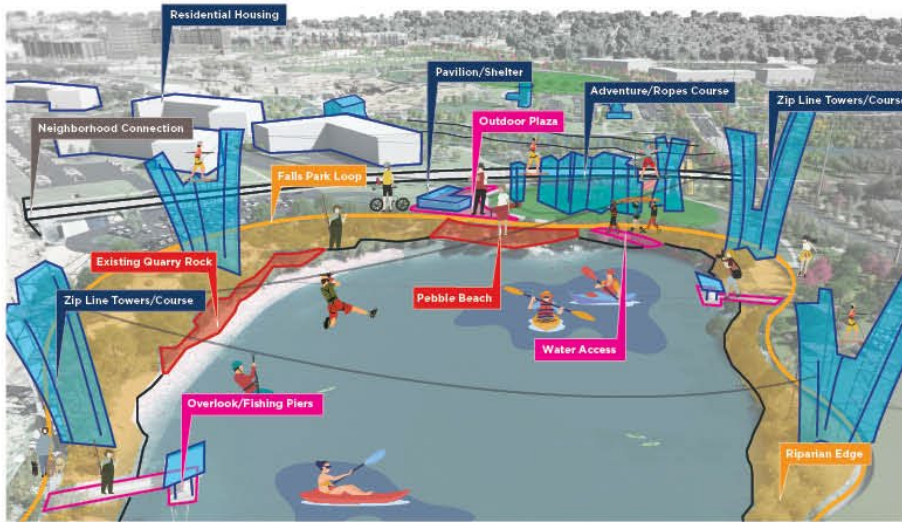 Residential Housing
Pavilion/Shelter
Adventure/Ropes Course
Zip Line Towers/Course
Outdoor Plaza
Neighborhood Connection
Falls Park Loop
Existing Quarry Rock
Zip Line Towers/Course
Pebble Beach
Water Access
Overlook/Fishing Piers
Riparian Edge